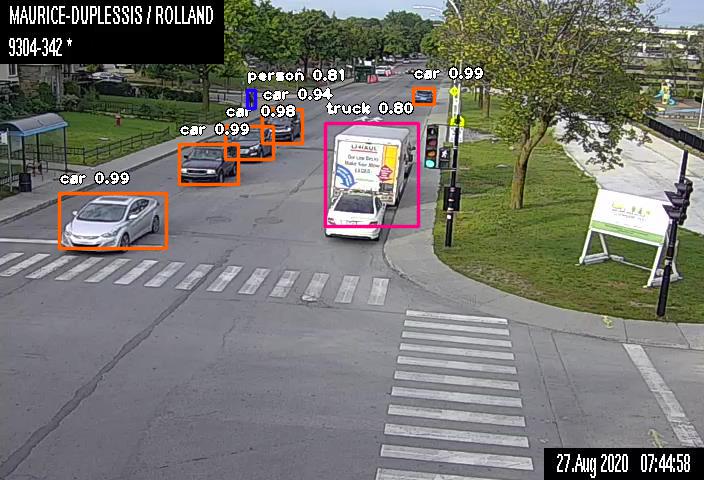 MAURICE-DUPLESSIS / ROLLAND
9304-342 *
person 0.81
car 0.99
car 0.94
car 0.98
truck 0.80
car 0.99
car 0.99
U-HAUL
27.Aug 2020 07:44:58